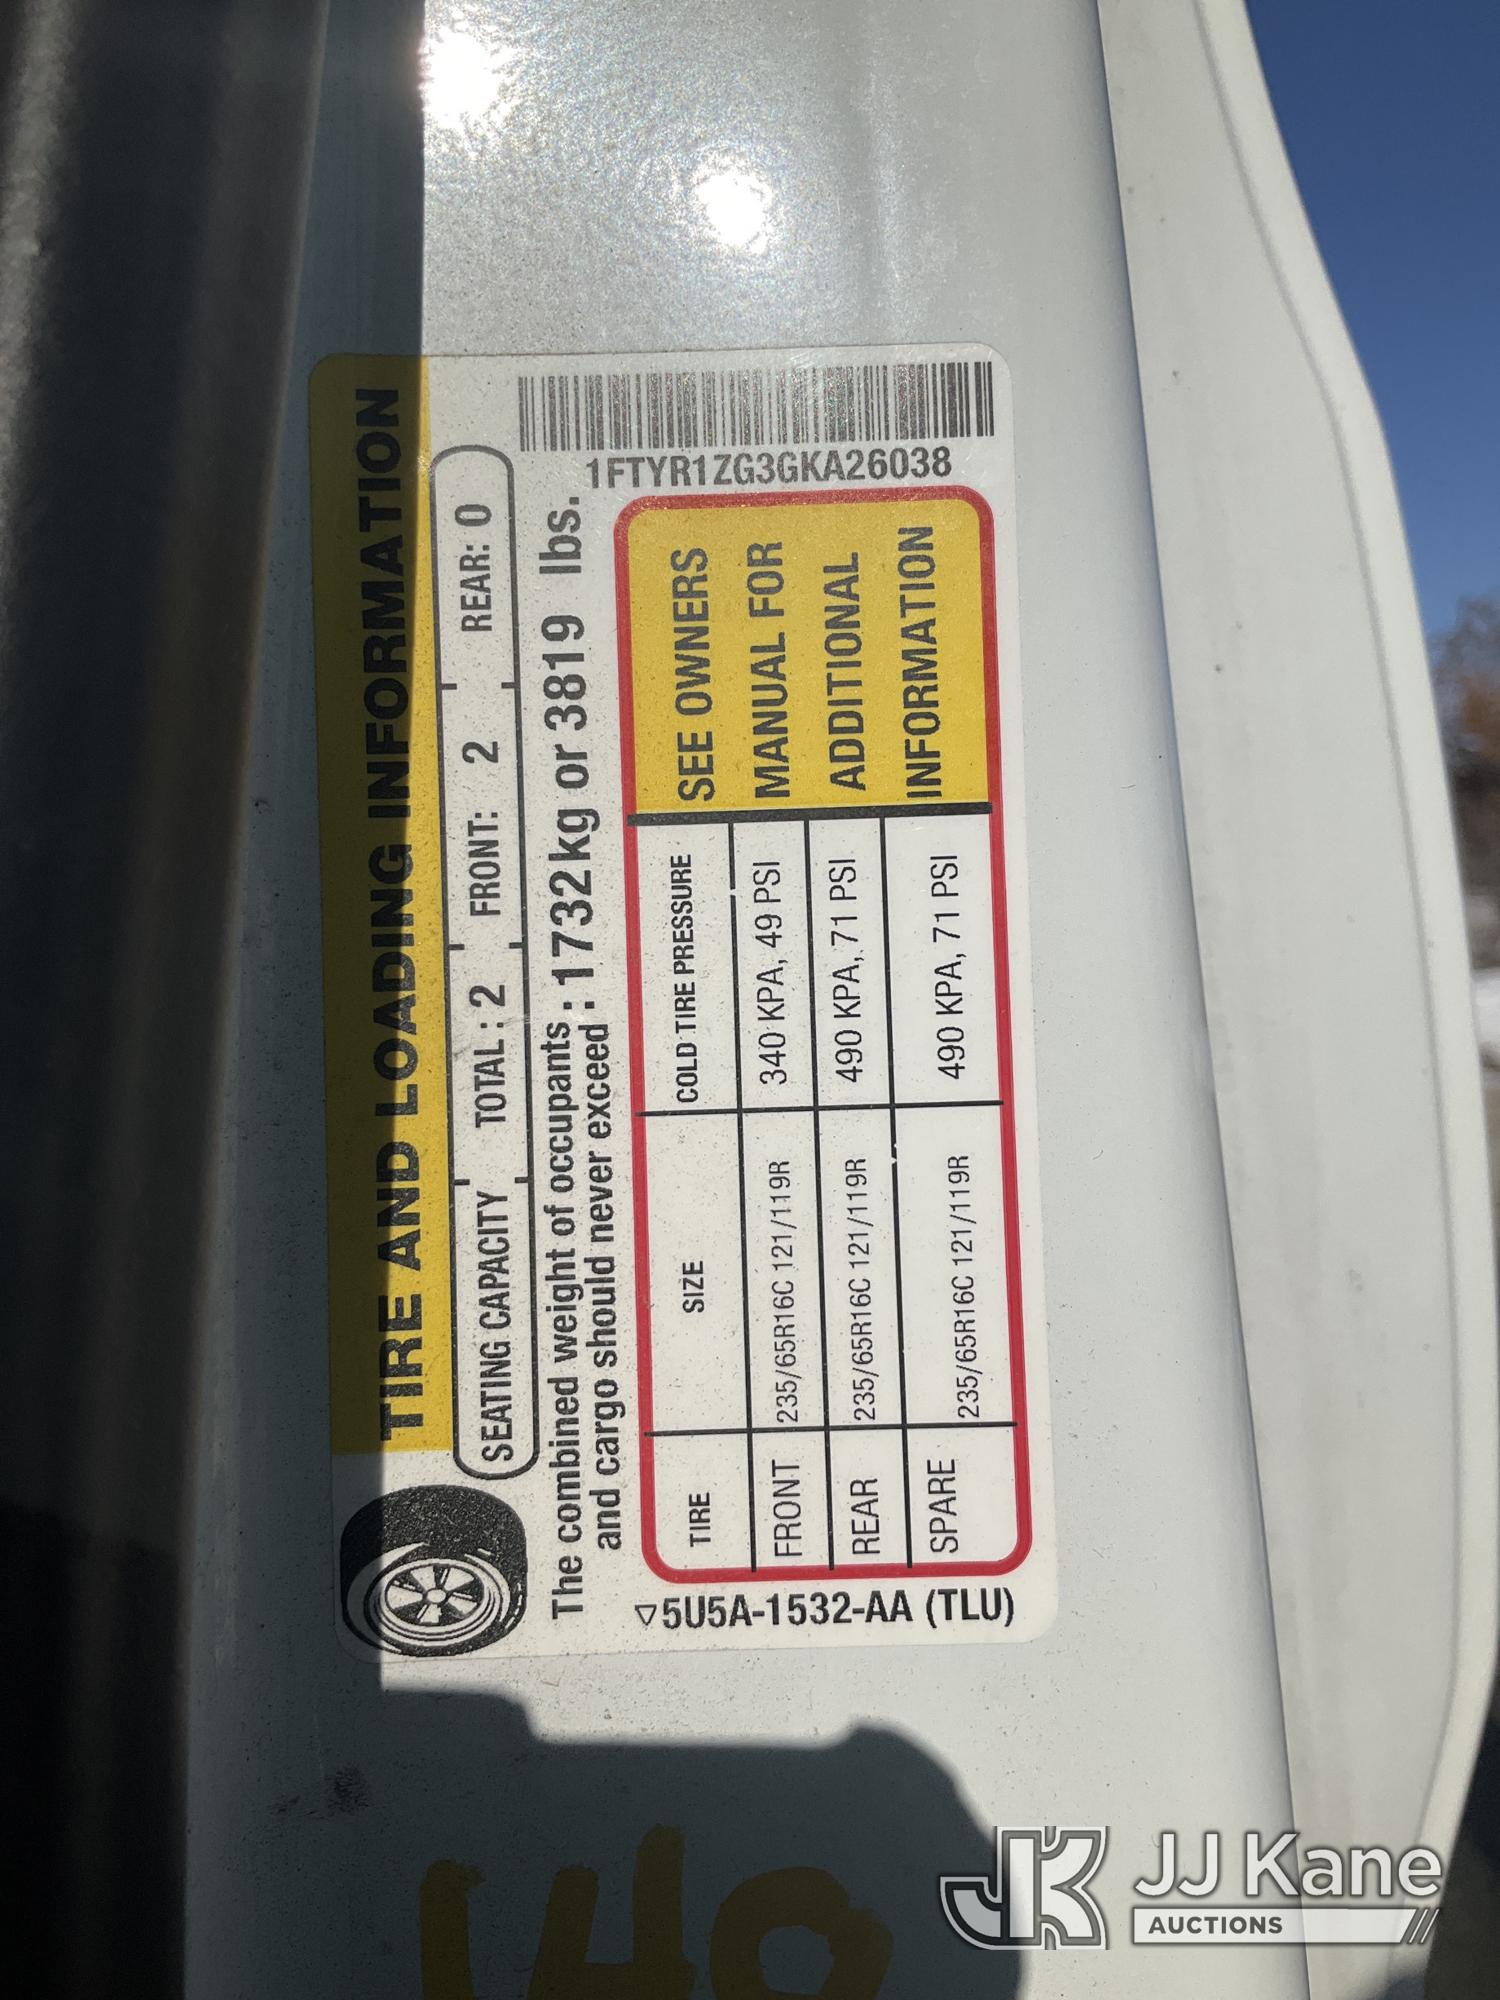 TIRE AND LOADING INFORMATION
SEATING CAPACITY TOTAL : 2 FRONT: 2 REAR: 0
The combined weight of occupants : 1732kg or 3819 lbs.
and cargo should never exceed :
TIRE SIZE COLD TIRE PRESSURE
FRONT 235/65R16C 121/119R 340 KPA, 49 PSI
REAR 235/65R16C 121/119R 490 KPA, 71 PSI
SPARE 235/65R16C 121/119R 490 KPA, 71 PSI
SEE OWNERS
MANUAL FOR
ADDITIONAL
INFORMATION
5U5A-1532-AA (TLU)
1FTYR1ZG3GKA26038
JK JJ Kane
AUCTIONS